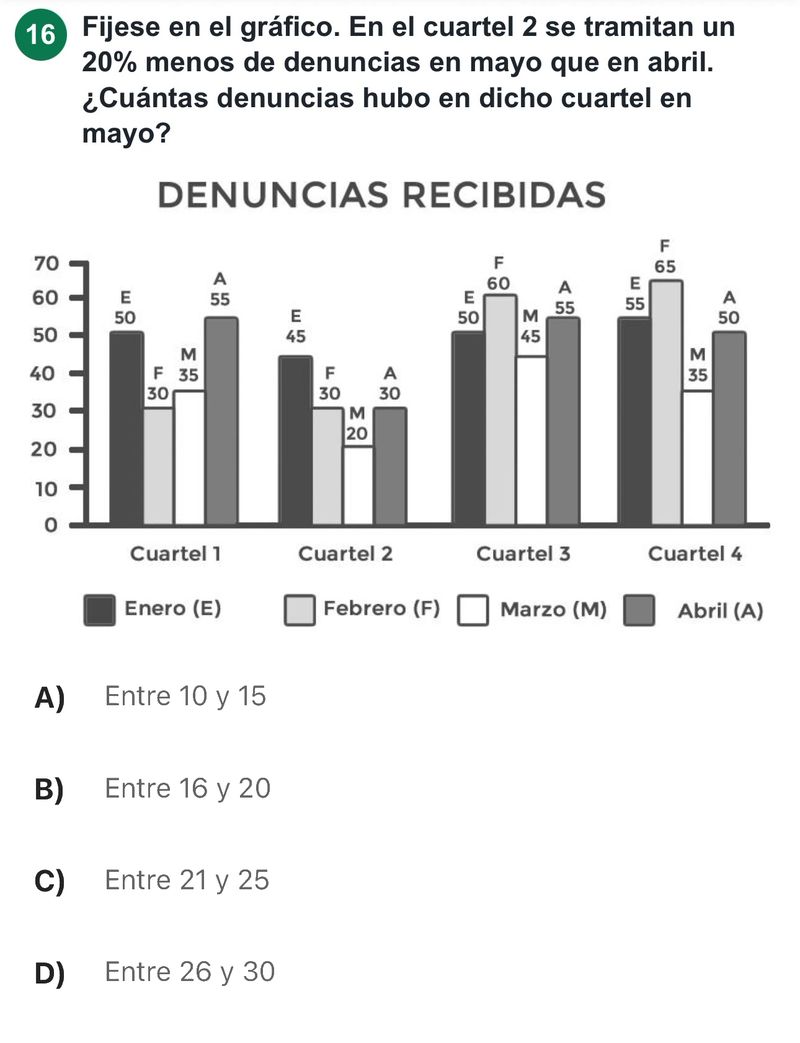 16 Fijese en el gráfico. En el cuartel 2 se tramitan un
20% menos de denuncias en mayo que en abril.
¿Cuántas denuncias hubo en dicho cuartel en
mayo?
DENUNCIAS RECIBIDAS
70
60
50
40
30
20
10
0
E
50
F
30
M
35
A
55
E
45
F
30
M
20
A
30
E
50
F
60
M
45
A
55
E
55
F
65
M
35
A
50
Cuartel 1 Cuartel 2 Cuartel 3 Cuartel 4
Enero (E) Febrero (F) Marzo (M) Abril (A)
A) Entre 10 y 15
B) Entre 16 y 20
C) Entre 21 y 25
D) Entre 26 y 30